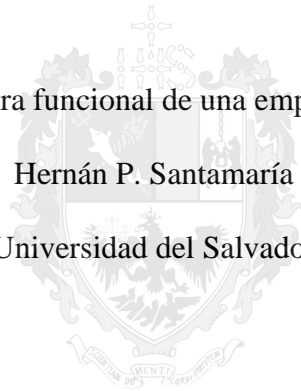 ra funcional de una emp
Hernán P. Santamaría
Universidad del Salvado